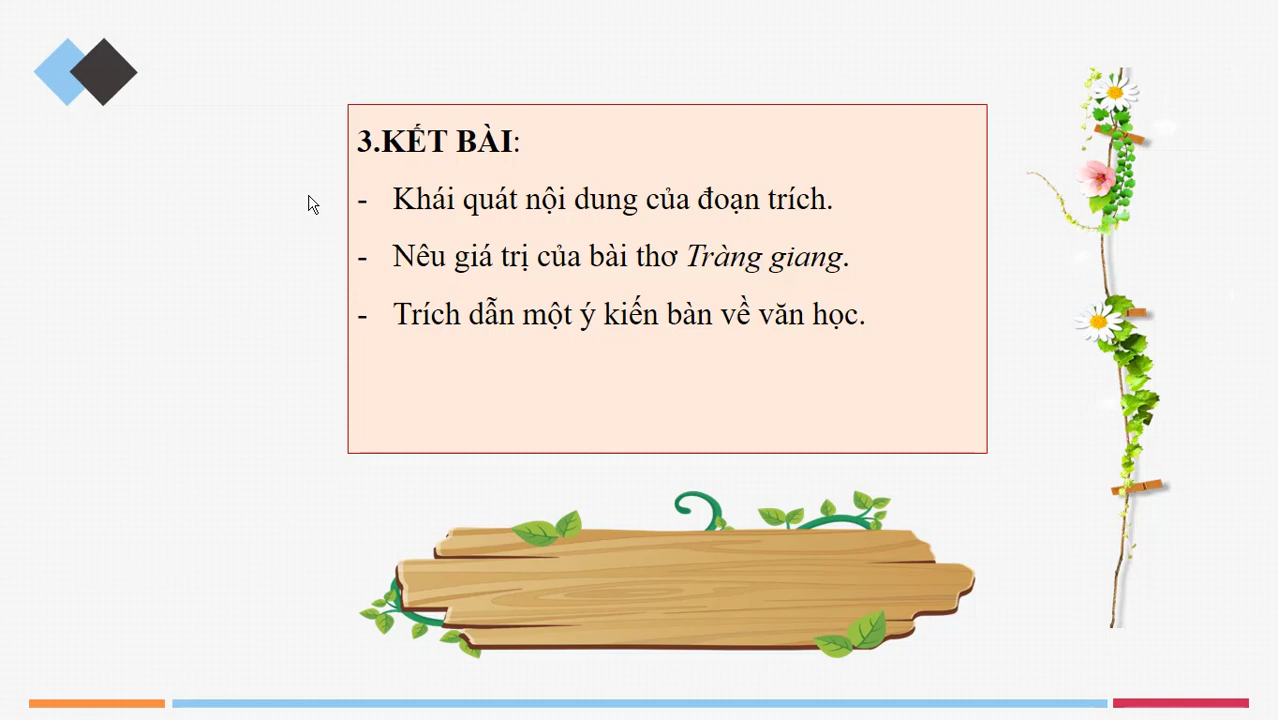 3.KẾT BÀI:
- Khái quát nội dung của đoạn trích.
- Nêu giá trị của bài thơ Tràng giang.
- Trích dẫn một ý kiến bàn về văn học.